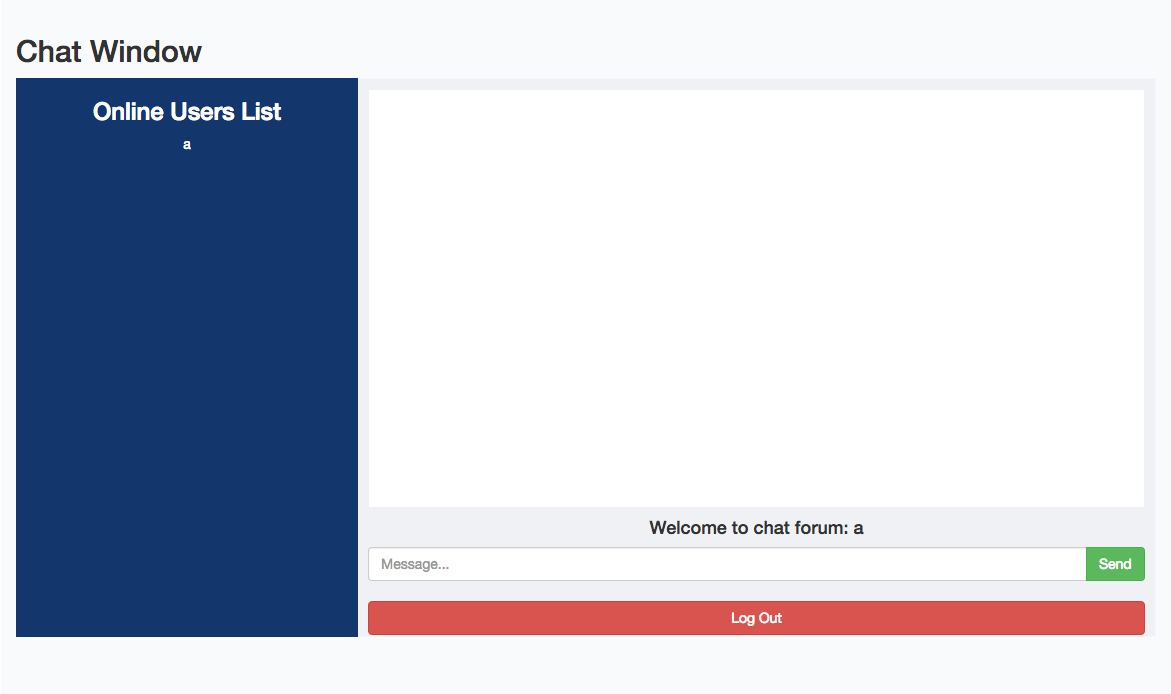 Chat Window
Online Users List
a
Welcome to chat forum: a
Message...
Send
Log Out